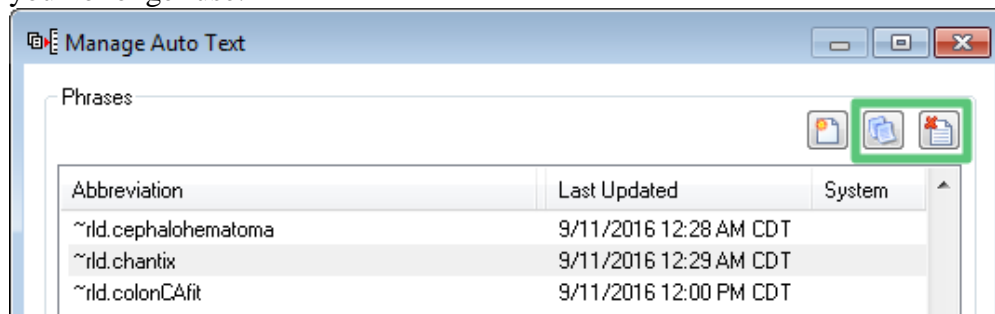 Manage Auto Text
Phrases
Abbreviation Last Updated System
~rld.cephalohematoma 9/11/2016 12:28 AM CDT
~rld.chantix 9/11/2016 12:29 AM CDT
~rld.colonCAfit 9/11/2016 12:00 PM CDT